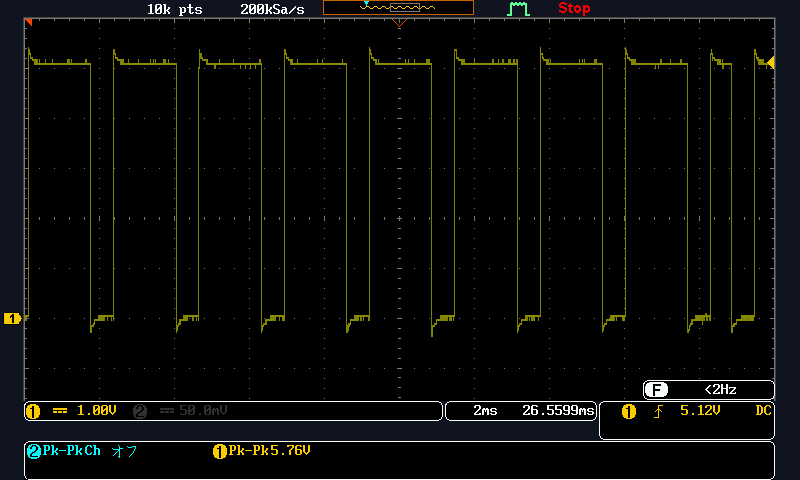 10k pts 200kSa/s Stop
1
F <2Hz
1 1.00V 2 50.0mV 2ms 26.5599ms 1 5.12V DC
2 Pk-PkCh オフ 1 Pk-Pk5.76V